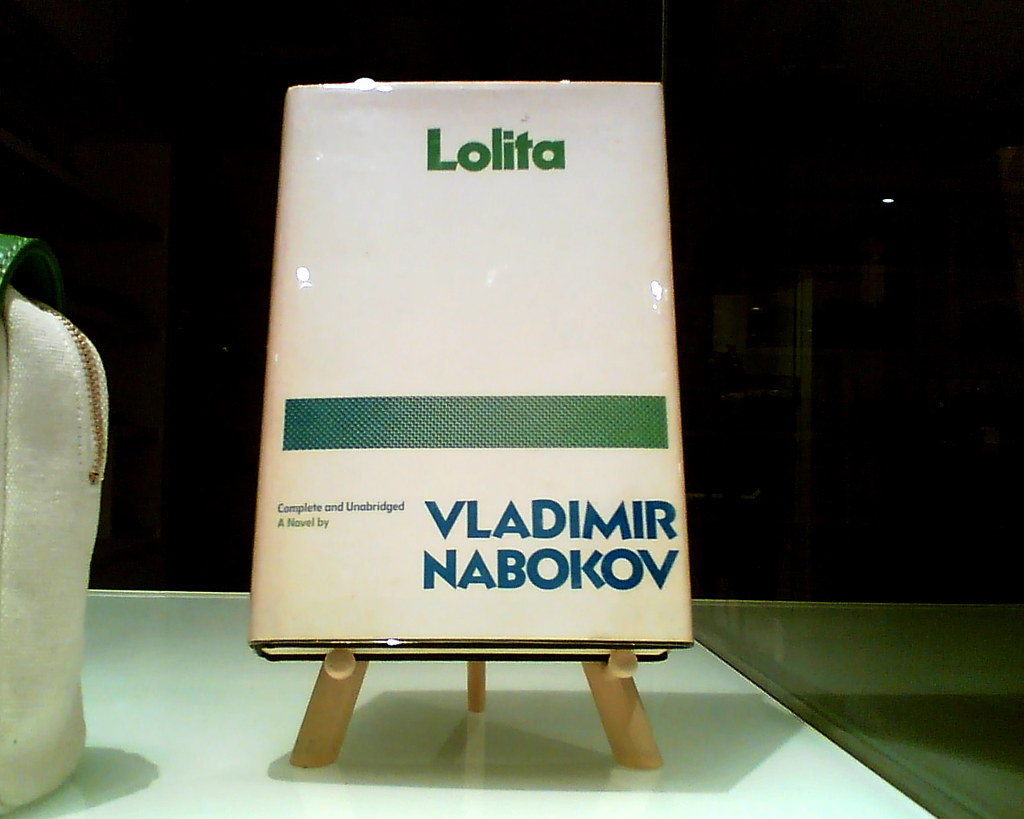 Lolita
Complete and Unabridged
A Novel by
VLADIMIR
NABOKOV